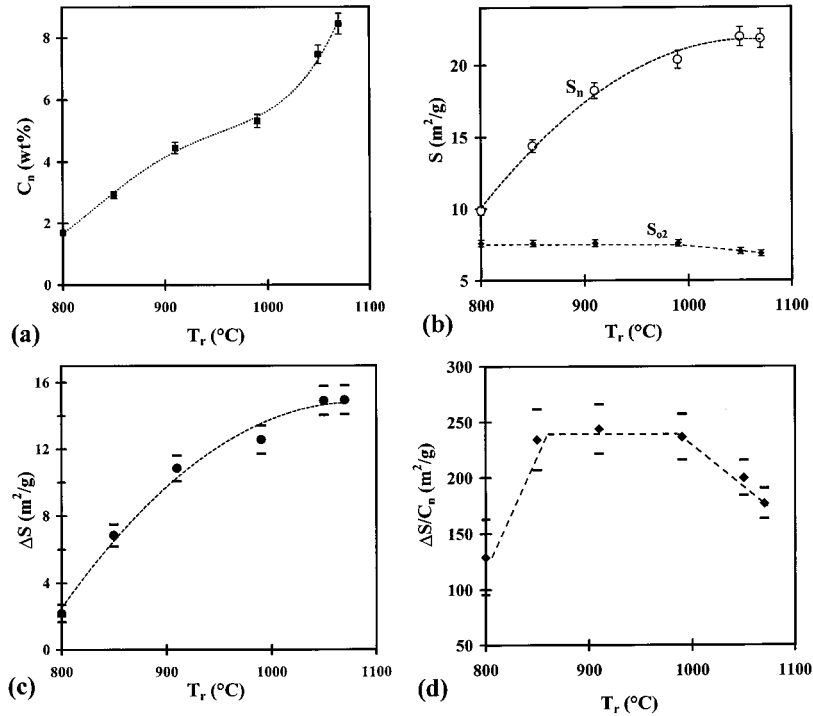 C_n (wt%)
8
6
4
2
0
800
900
1000
1100
T_r (°C)
(a)
S (m²/g)
20
15
10
5
S_n
S_o2
800
900
1000
1100
T_r (°C)
(b)
ΔS (m²/g)
16
12
8
4
0
800
900
1000
1100
T_r (°C)
(c)
ΔS/C_n (m²/g)
300
250
200
150
100
50
800
900
1000
1100
T_r (°C)
(d)